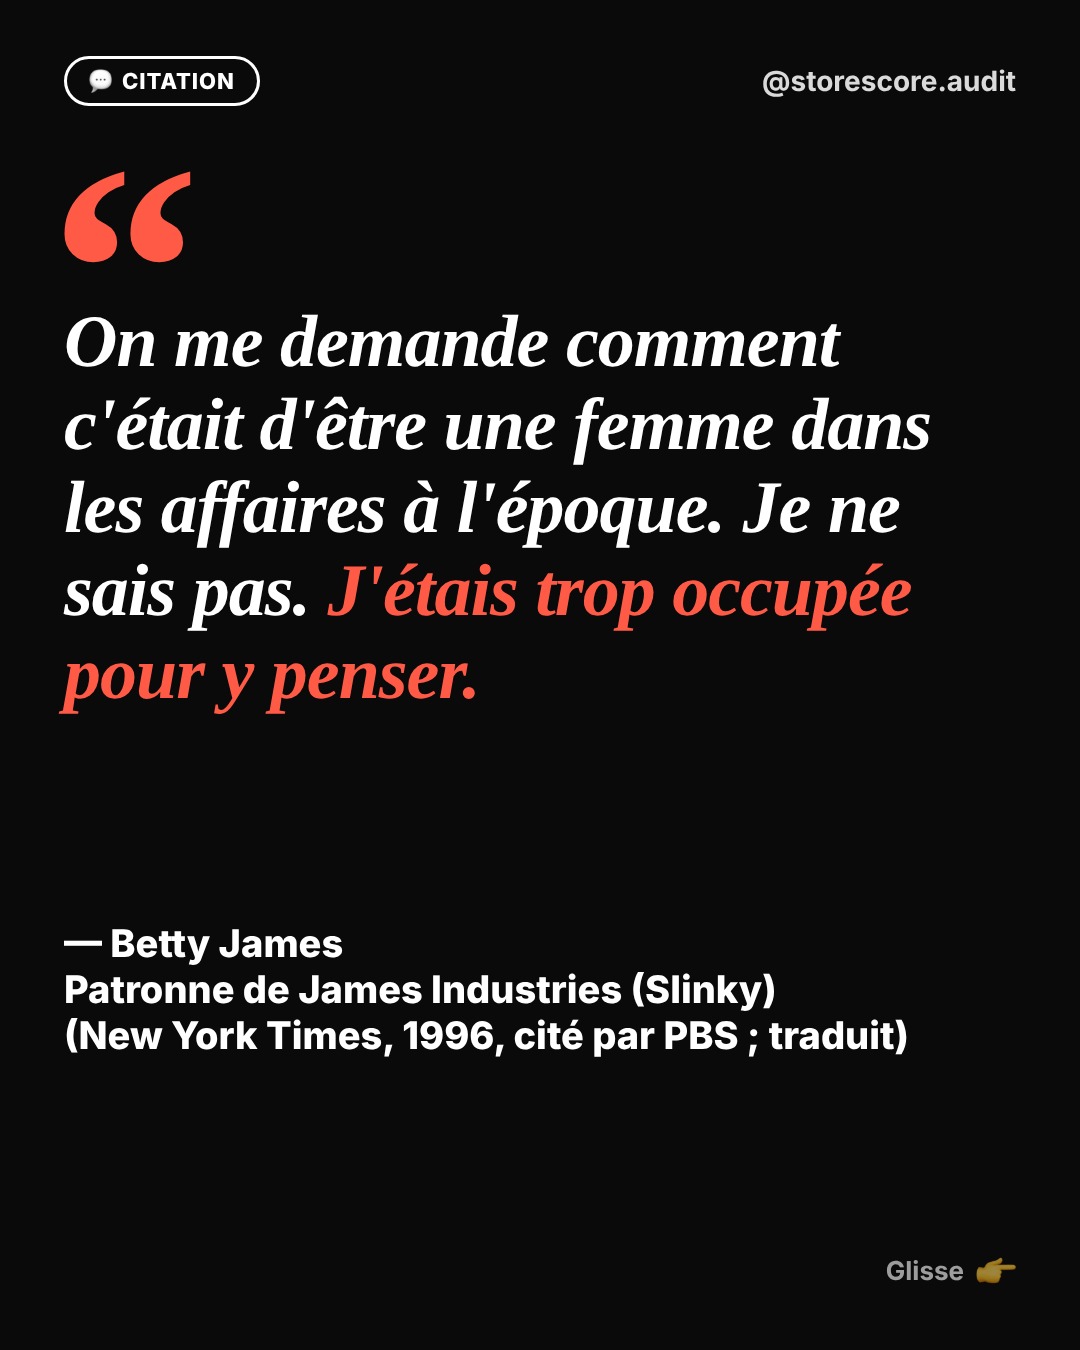 💬 CITATION
@storescore.audit
“
On me demande comment
c'était d'être une femme dans
les affaires à l'époque. Je ne
sais pas. J'étais trop occupée
pour y penser.
— Betty James
Patronne de James Industries (Slinky)
(New York Times, 1996, cité par PBS ; traduit)
Glisse 👉